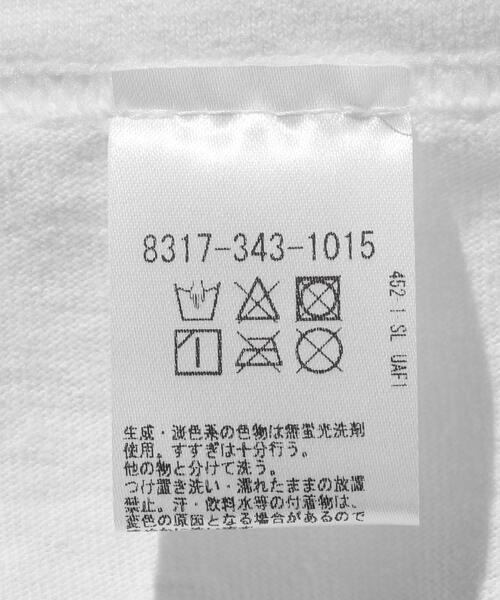 8317-343-1015
452 I SL UAF1
生成・淡色系の色物は無蛍光洗剤
使用。すすぎは十分行う。
他の物と分けて洗う。
つけ置き洗い・濡れたままの放置
禁止。汗・飲料水等の付着物は、
変色の原因となる場合があるので